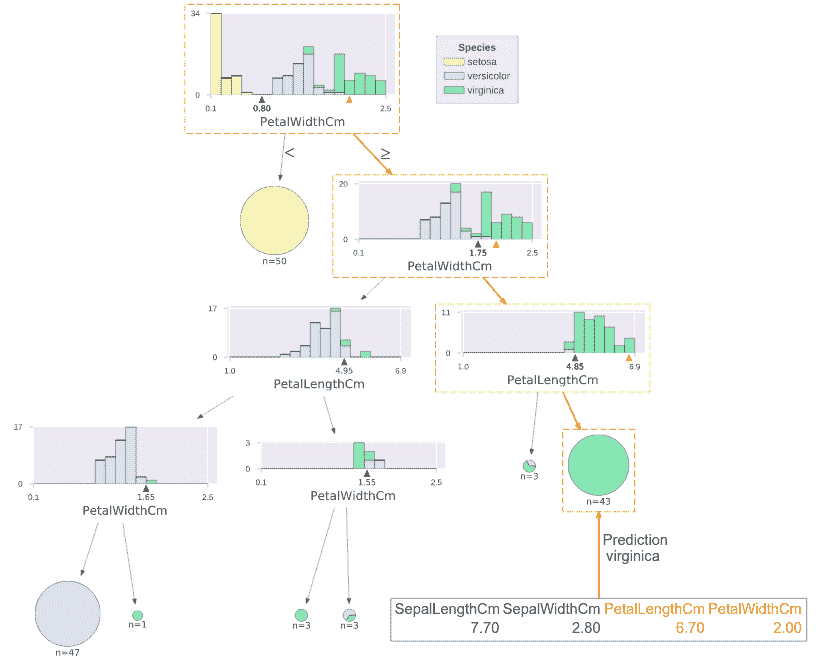 34
0
0.1
0.80
2.5
PetalWidthCm
Species
setosa
versicolor
virginica
<
≥
n=50
20
0
0.1
1.75
2.5
PetalWidthCm
17
0
1.0
4.95
6.9
PetalLengthCm
11
0
1.0
4.85
6.9
PetalLengthCm
17
0
0.1
1.65
2.5
PetalWidthCm
3
0
0.1
1.55
2.5
PetalWidthCm
n=3
n=43
Prediction
virginica
n=47
n=1
n=3
n=3
SepalLengthCm SepalWidthCm PetalLengthCm PetalWidthCm
7.70 2.80 6.70 2.00